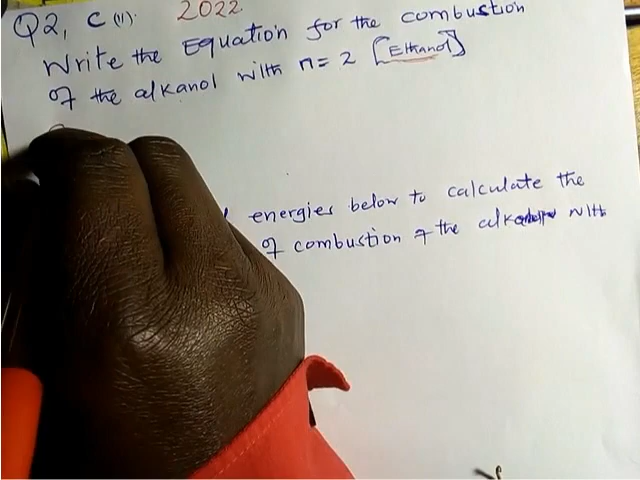 Q2, C (ii). 2022
Write the Equation for the combustion
of the alkanol with n = 2 [Ethanol]
energies below to calculate the
of combustion of the with